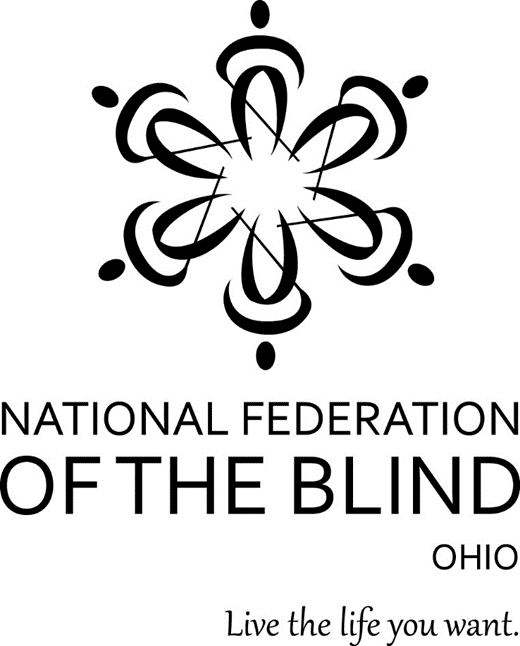 NATIONAL FEDERATION
OF THE BLIND
OHIO
Live the life you want.